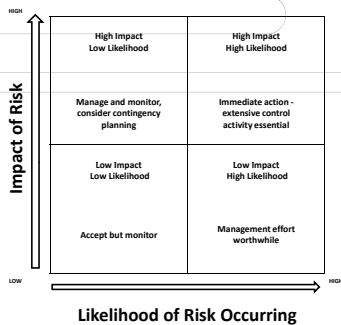 HIGH
High Impact
Low Likelihood
High Impact
High Likelihood
Impact of Risk
Manage and monitor,
consider contingency
planning
Immediate action -
extensive control
activity essential
Low Impact
Low Likelihood
Low Impact
High Likelihood
Accept but monitor
Management effort
worthwhile
LOW
HIGH
Likelihood of Risk Occurring